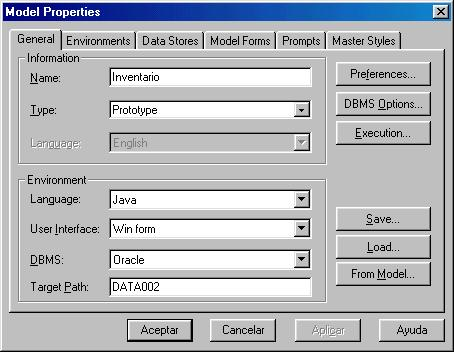 Model Properties
General Environments Data Stores Model Forms Prompts Master Styles
Information
Name: Inventario
Type: Prototype
Language: English
Preferences...
DBMS Options...
Execution...
Environment
Language: Java
User Interface: Win form
DBMS: Oracle
Target Path: DATA002
Save...
Load...
From Model...
Aceptar Cancelar Aplicar Ayuda